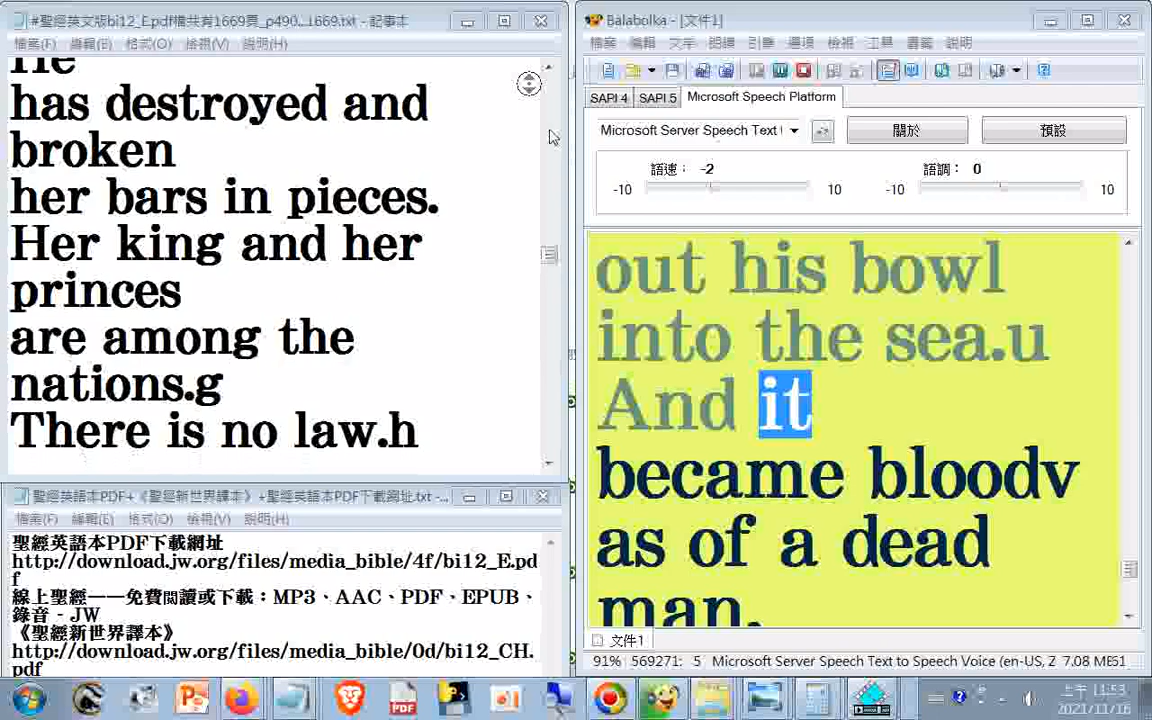 #聖經英文版bi12_E.pdf檔共有1669頁_p490...1669.txt - 記事本
檔案(F) 編輯(E) 格式(O) 檢視(V) 說明(H)
He
has destroyed and
broken
her bars in pieces.
Her king and her
princes
are among the
nations.g
There is no law.h
聖經英語本PDF+《聖經新世界譯本》+聖經英語本PDF下載網址.txt -...
檔案(F) 編輯(E) 格式(O) 檢視(V) 說明(H)
聖經英語本PDF下載網址
http://download.jw.org/files/media_bible/4f/bi12_E.pd
f
線上聖經——免費閱讀或下載：MP3、AAC、PDF、EPUB、
錄音 - JW
《聖經新世界譯本》
http://download.jw.org/files/media_bible/0d/bi12_CH.
pdf
Balabolka - [文件1]
檔案 編輯 文字 朗讀 引擎 選項 檢視 工具 書籤 說明
SAPI 4 SAPI 5 Microsoft Speech Platform
Microsoft Server Speech Text 關於 預設
語速： -2 語調： 0
-10 10 -10 10
out his bowl
into the sea.u
And it
became bloodv
as of a dead
man.
文件1
91% 569271: 5 Microsoft Server Speech Text to Speech Voice (en-US, Z 7.08 ME51
PDF
上午 11:53
2021/11/16